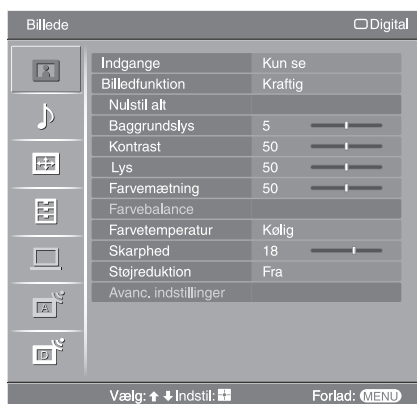 Billede Digital
Indgange Kun se
Billedfunktion Kraftig
Nulstil alt
Baggrundslys 5
Kontrast 50
Lys 50
Farvemætning 50
Farvebalance
Farvetemperatur Kølig
Skarphed 18
Støjreduktion Fra
Avanc. indstillinger
A
D
Vælg: Indstil: Forlad: MENU